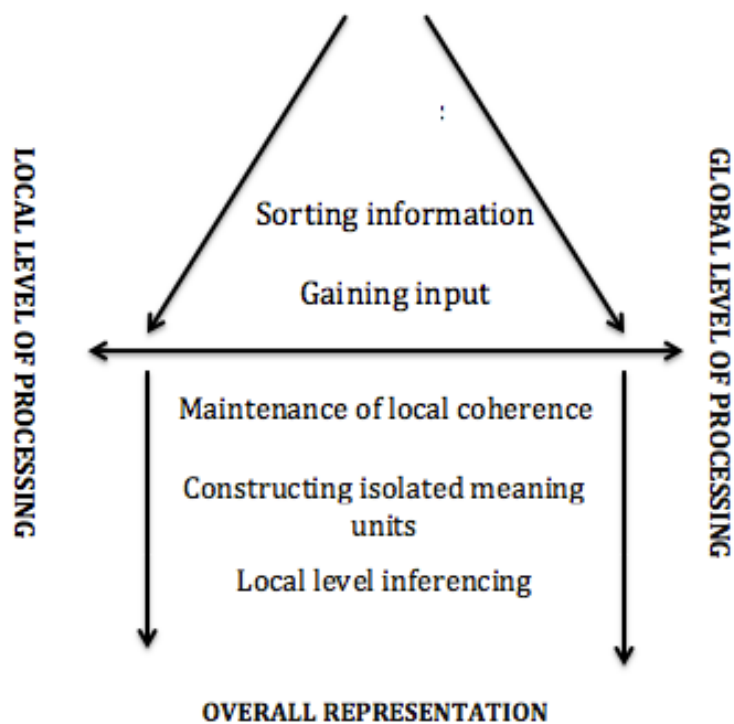 LOCAL LEVEL OF PROCESSING
GLOBAL LEVEL OF PROCESSING
Sorting information
Gaining input
Maintenance of local coherence
Constructing isolated meaning
units
Local level inferencing
OVERALL REPRESENTATION